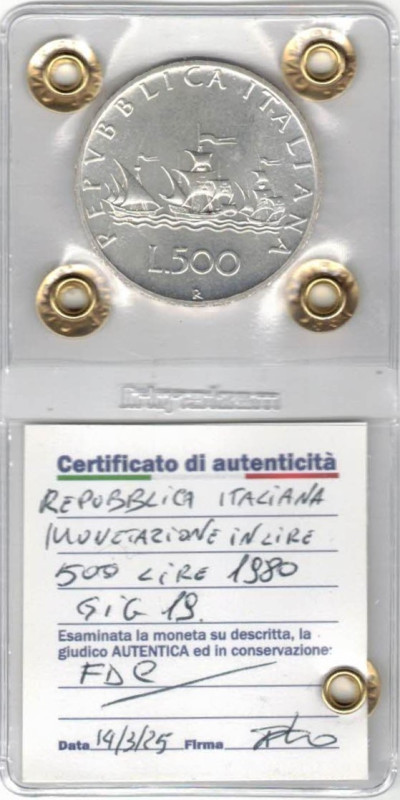 REPVBBLICA ITALIANA
L.500
R
Certificato di autenticità
REPUBBLICA ITALIANA
MONETAZIONE IN LIRE
500 LIRE 1980
GIG 19.
Esaminata la moneta su descritta, la
giudico AUTENTICA ed in conservazione:
FDC
Data 14/3/25 Firma